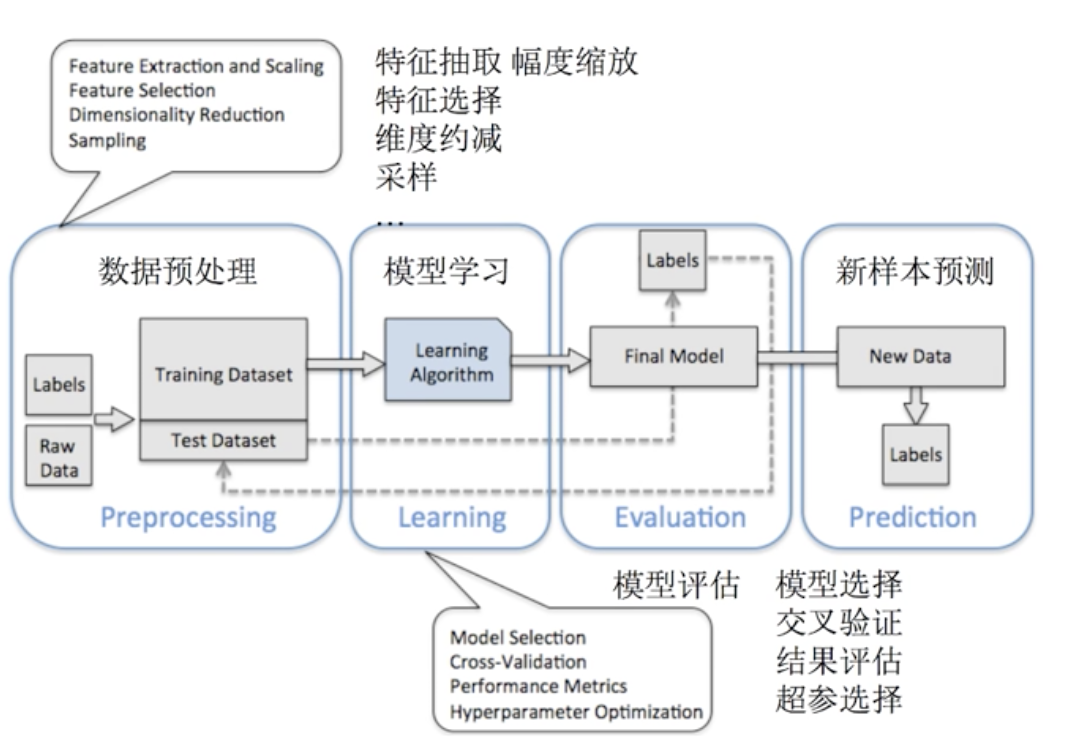 Feature Extraction and Scaling
Feature Selection
Dimensionality Reduction
Sampling
特征抽取 幅度缩放
特征选择
维度约减
采样
...
数据预处理
Labels
Raw
Data
Training Dataset
Test Dataset
Preprocessing
模型学习
Learning
Algorithm
Learning
Labels
Final Model
Evaluation
新样本预测
New Data
Labels
Prediction
模型评估
Model Selection
Cross-Validation
Performance Metrics
Hyperparameter Optimization
模型选择
交叉验证
结果评估
超参选择